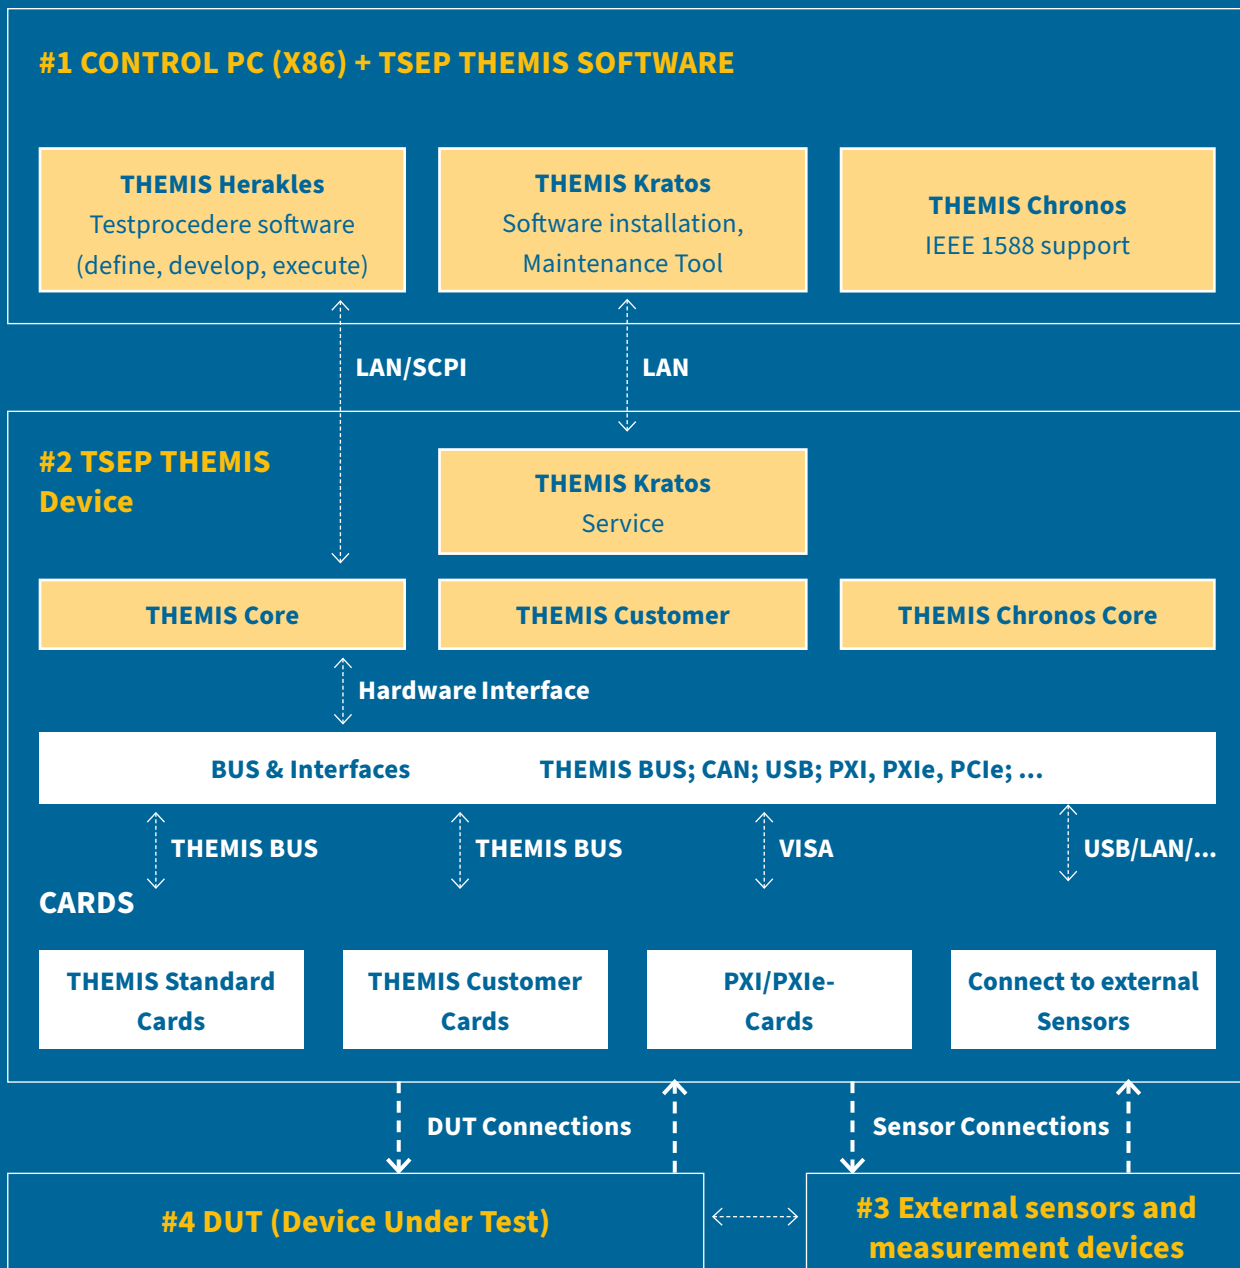 #1 CONTROL PC (X86) + TSEP THEMIS SOFTWARE
THEMIS Herakles
Testprocedere software
(define, develop, execute)
THEMIS Kratos
Software installation,
Maintenance Tool
THEMIS Chronos
IEEE 1588 support
LAN/SCPI
LAN
#2 TSEP THEMIS
Device
THEMIS Kratos
Service
THEMIS Core
THEMIS Customer
THEMIS Chronos Core
Hardware Interface
BUS & Interfaces
THEMIS BUS; CAN; USB; PXI, PXIe, PCIe; ...
THEMIS BUS
THEMIS BUS
VISA
USB/LAN/...
CARDS
THEMIS Standard
Cards
THEMIS Customer
Cards
PXI/PXIe-
Cards
Connect to external
Sensors
DUT Connections
Sensor Connections
#4 DUT (Device Under Test)
#3 External sensors and
measurement devices